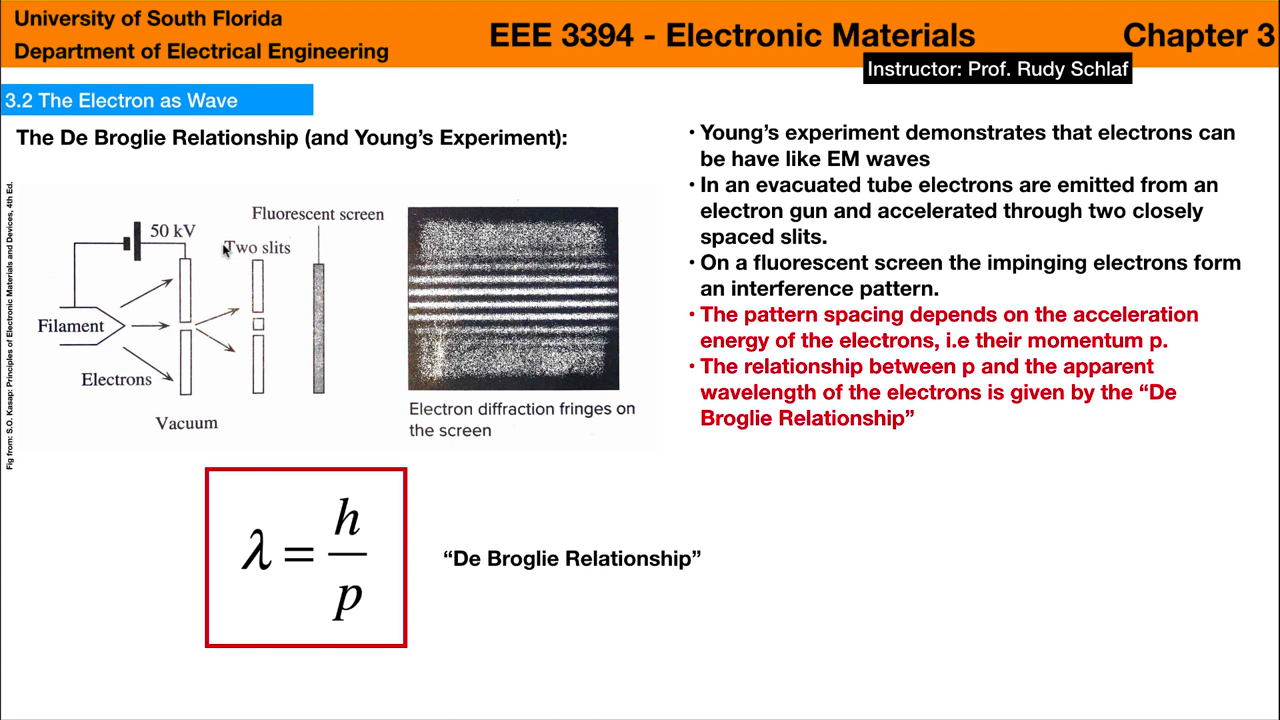 University of South Florida
Department of Electrical Engineering
EEE 3394 - Electronic Materials
Chapter 3
Instructor: Prof. Rudy Schlaf
3.2 The Electron as Wave
The De Broglie Relationship (and Young's Experiment):
Fig from: S.O. Kasap: Principles of Electronic Materials and Devices, 4th Ed.
Fluorescent screen
50 kV
Two slits
Filament
Electrons
Vacuum
Electron diffraction fringes on
the screen
• Young's experiment demonstrates that electrons can
be have like EM waves
• In an evacuated tube electrons are emitted from an
electron gun and accelerated through two closely
spaced slits.
• On a fluorescent screen the impinging electrons form
an interference pattern.
• The pattern spacing depends on the acceleration
energy of the electrons, i.e their momentum p.
• The relationship between p and the apparent
wavelength of the electrons is given by the “De
Broglie Relationship”
λ = h
p
“De Broglie Relationship”